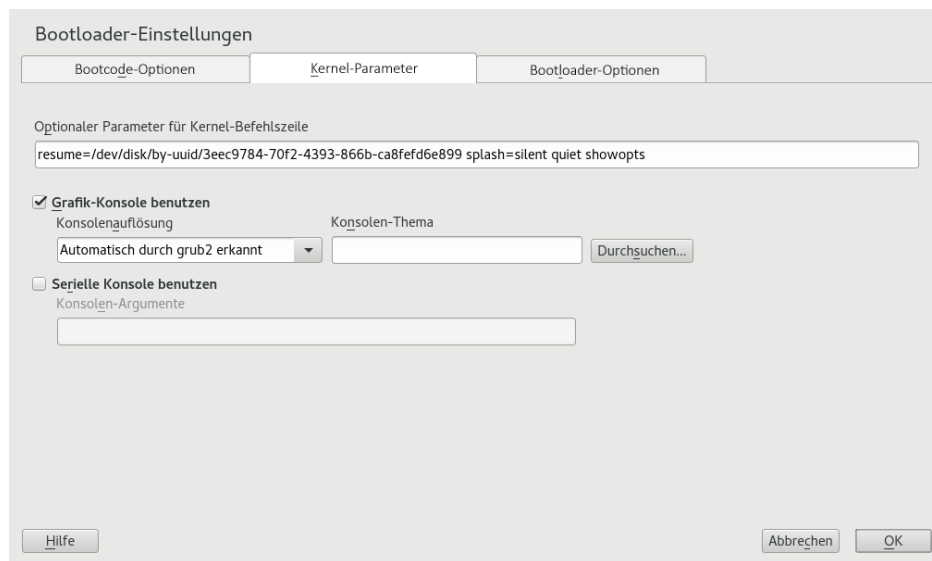 Bootloader-Einstellungen
Bootcode-Optionen Kernel-Parameter Bootloader-Optionen
Optionaler Parameter für Kernel-Befehlszeile
resume=/dev/disk/by-uuid/3eec9784-70f2-4393-866b-ca8fefd6e899 splash=silent quiet showopts
Grafik-Konsole benutzen
Konsolenauflösung Konsolen-Thema
Automatisch durch grub2 erkannt Durchsuchen...
Serielle Konsole benutzen
Konsolen-Argumente
Hilfe Abbrechen OK